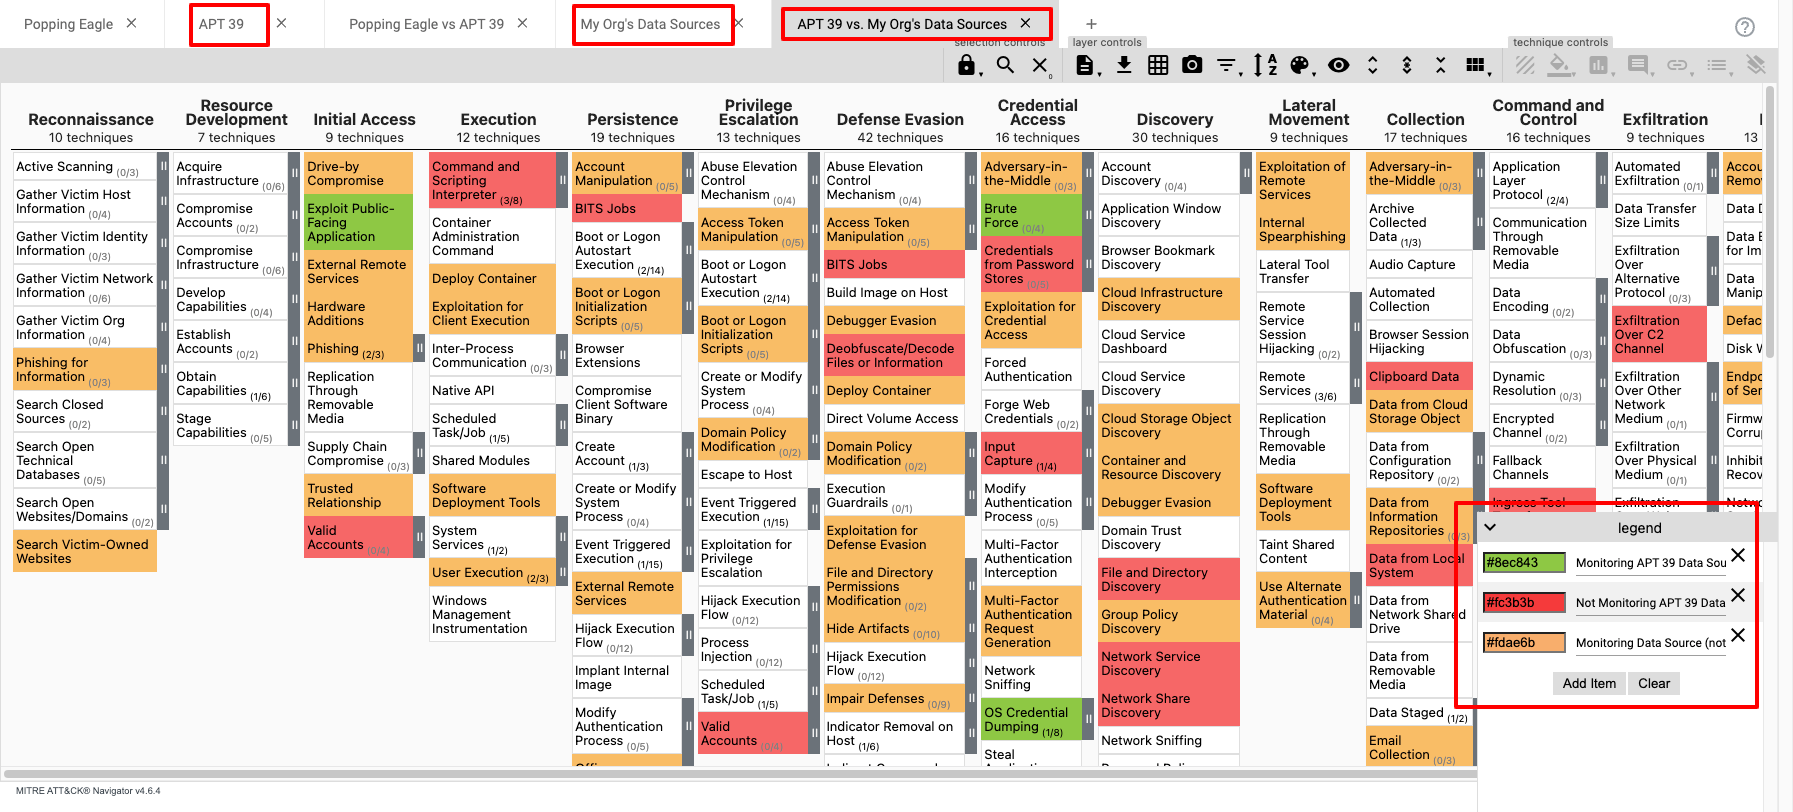 Popping Eagle
APT 39
Popping Eagle vs APT 39
My Org's Data Sources
APT 39 vs. My Org's Data Sources
selection controls
layer controls
technique controls
Reconnaissance
10 techniques
Active Scanning (0/3)
Gather Victim Host
Information (0/4)
Gather Victim Identity
Information (0/3)
Gather Victim Network
Information (0/6)
Gather Victim Org
Information (0/4)
Phishing for
Information (0/3)
Search Closed
Sources (0/2)
Search Open
Technical
Databases (0/5)
Search Open
Websites/Domains (0/2)
Search Victim-Owned
Websites
Resource
Development
7 techniques
Acquire
Infrastructure (0/6)
Compromise
Accounts (0/2)
Compromise
Infrastructure (0/6)
Develop
Capabilities (0/4)
Establish
Accounts (0/2)
Obtain
Capabilities (1/6)
Stage
Capabilities (0/5)
Initial Access
9 techniques
Drive-by
Compromise
Exploit Public-
Facing
Application
External Remote
Services
Hardware
Additions
Phishing (2/3)
Replication
Through
Removable
Media
Supply Chain
Compromise (0/3)
Trusted
Relationship
Valid
Accounts (0/4)
Execution
12 techniques
Command and
Scripting
Interpreter (3/8)
Container
Administration
Command
Deploy Container
Exploitation for
Client Execution
Inter-Process
Communication (0/3)
Native API
Scheduled
Task/Job (1/5)
Shared Modules
Software
Deployment Tools
System
Services (1/2)
User Execution (2/3)
Windows
Management
Instrumentation
Persistence
19 techniques
Account
Manipulation (0/5)
BITS Jobs
Boot or Logon
Autostart
Execution (2/14)
Boot or Logon
Initialization
Scripts (0/5)
Browser
Extensions
Compromise
Client Software
Binary
Create
Account (1/3)
Create or Modify
System
Process (0/4)
Event Triggered
Execution (1/15)
External Remote
Services
Hijack Execution
Flow (0/12)
Implant Internal
Image
Modify
Authentication
Process (0/5)
Privilege
Escalation
13 techniques
Abuse Elevation
Control
Mechanism (0/4)
Access Token
Manipulation (0/5)
Boot or Logon
Autostart
Execution (2/14)
Boot or Logon
Initialization
Scripts (0/5)
Create or Modify
System
Process (0/4)
Domain Policy
Modification (0/2)
Escape to Host
Event Triggered
Execution (1/15)
Exploitation for
Privilege
Escalation
Hijack Execution
Flow (0/12)
Process
Injection (0/12)
Scheduled
Task/Job (1/5)
Valid
Accounts (0/4)
Defense Evasion
42 techniques
Abuse Elevation
Control
Mechanism (0/4)
Access Token
Manipulation (0/5)
BITS Jobs
Build Image on Host
Debugger Evasion
Deobfuscate/Decode
Files or Information
Deploy Container
Direct Volume Access
Domain Policy
Modification (0/2)
Execution
Guardrails (0/1)
Exploitation for
Defense Evasion
File and Directory
Permissions
Modification (0/2)
Hide Artifacts (0/10)
Hijack Execution
Flow (0/12)
Impair Defenses (0/9)
Indicator Removal on
Host (1/6)
Credential
Access
16 techniques
Adversary-in-
the-Middle (0/3)
Brute
Force (0/4)
Credentials
from Password
Stores (0/5)
Exploitation for
Credential
Access
Forced
Authentication
Forge Web
Credentials (0/2)
Input
Capture (1/4)
Modify
Authentication
Process (0/5)
Multi-Factor
Authentication
Interception
Multi-Factor
Authentication
Request
Generation
Network
Sniffing
OS Credential
Dumping (1/8)
Steal
Discovery
30 techniques
Account
Discovery (0/4)
Application Window
Discovery
Browser Bookmark
Discovery
Cloud Infrastructure
Discovery
Cloud Service
Dashboard
Cloud Service
Discovery
Cloud Storage Object
Discovery
Container and
Resource Discovery
Debugger Evasion
Domain Trust
Discovery
File and Directory
Discovery
Group Policy
Discovery
Network Service
Discovery
Network Share
Discovery
Network Sniffing
Lateral
Movement
9 techniques
Exploitation of
Remote
Services
Internal
Spearphishing
Lateral Tool
Transfer
Remote
Service
Session
Hijacking (0/2)
Remote
Services (3/6)
Replication
Through
Removable
Media
Software
Deployment
Tools
Taint Shared
Content
Use Alternate
Authentication
Material (0/4)
Collection
17 techniques
Adversary-in-
the-Middle (0/3)
Archive
Collected
Data (1/3)
Audio Capture
Automated
Collection
Browser Session
Hijacking
Clipboard Data
Data from Cloud
Storage Object
Data from
Configuration
Repository (0/2)
Data from
Information
Repositories (0/3)
Data from Local
System
Data from
Network Shared
Drive
Data from
Removable
Media
Data Staged (1/2)
Email
Collection (0/3)
Command and
Control
16 techniques
Application
Layer
Protocol (2/4)
Communication
Through
Removable
Media
Data
Encoding (0/2)
Data
Obfuscation (0/3)
Dynamic
Resolution (0/3)
Encrypted
Channel (0/2)
Fallback
Channels
Ingress Tool
Exfiltration
9 techniques
Automated
Exfiltration (0/1)
Data Transfer
Size Limits
Exfiltration
Over
Alternative
Protocol (0/3)
Exfiltration
Over C2
Channel
Exfiltration
Over Other
Network
Medium (0/1)
Exfiltration
Over Physical
Medium (0/1)
Exfiltration
13
Accou
Remov
Data D
Data E
for Im
Data
Manip
Defac
Disk W
Endpo
of Ser
Firmw
Corru
Inhibit
Recov
legend
#8ec843
Monitoring APT 39 Data Sou
#fc3b3b
Not Monitoring APT 39 Data
#fdae6b
Monitoring Data Source (not
Add Item
Clear
MITRE ATT&CK® Navigator v4.6.4